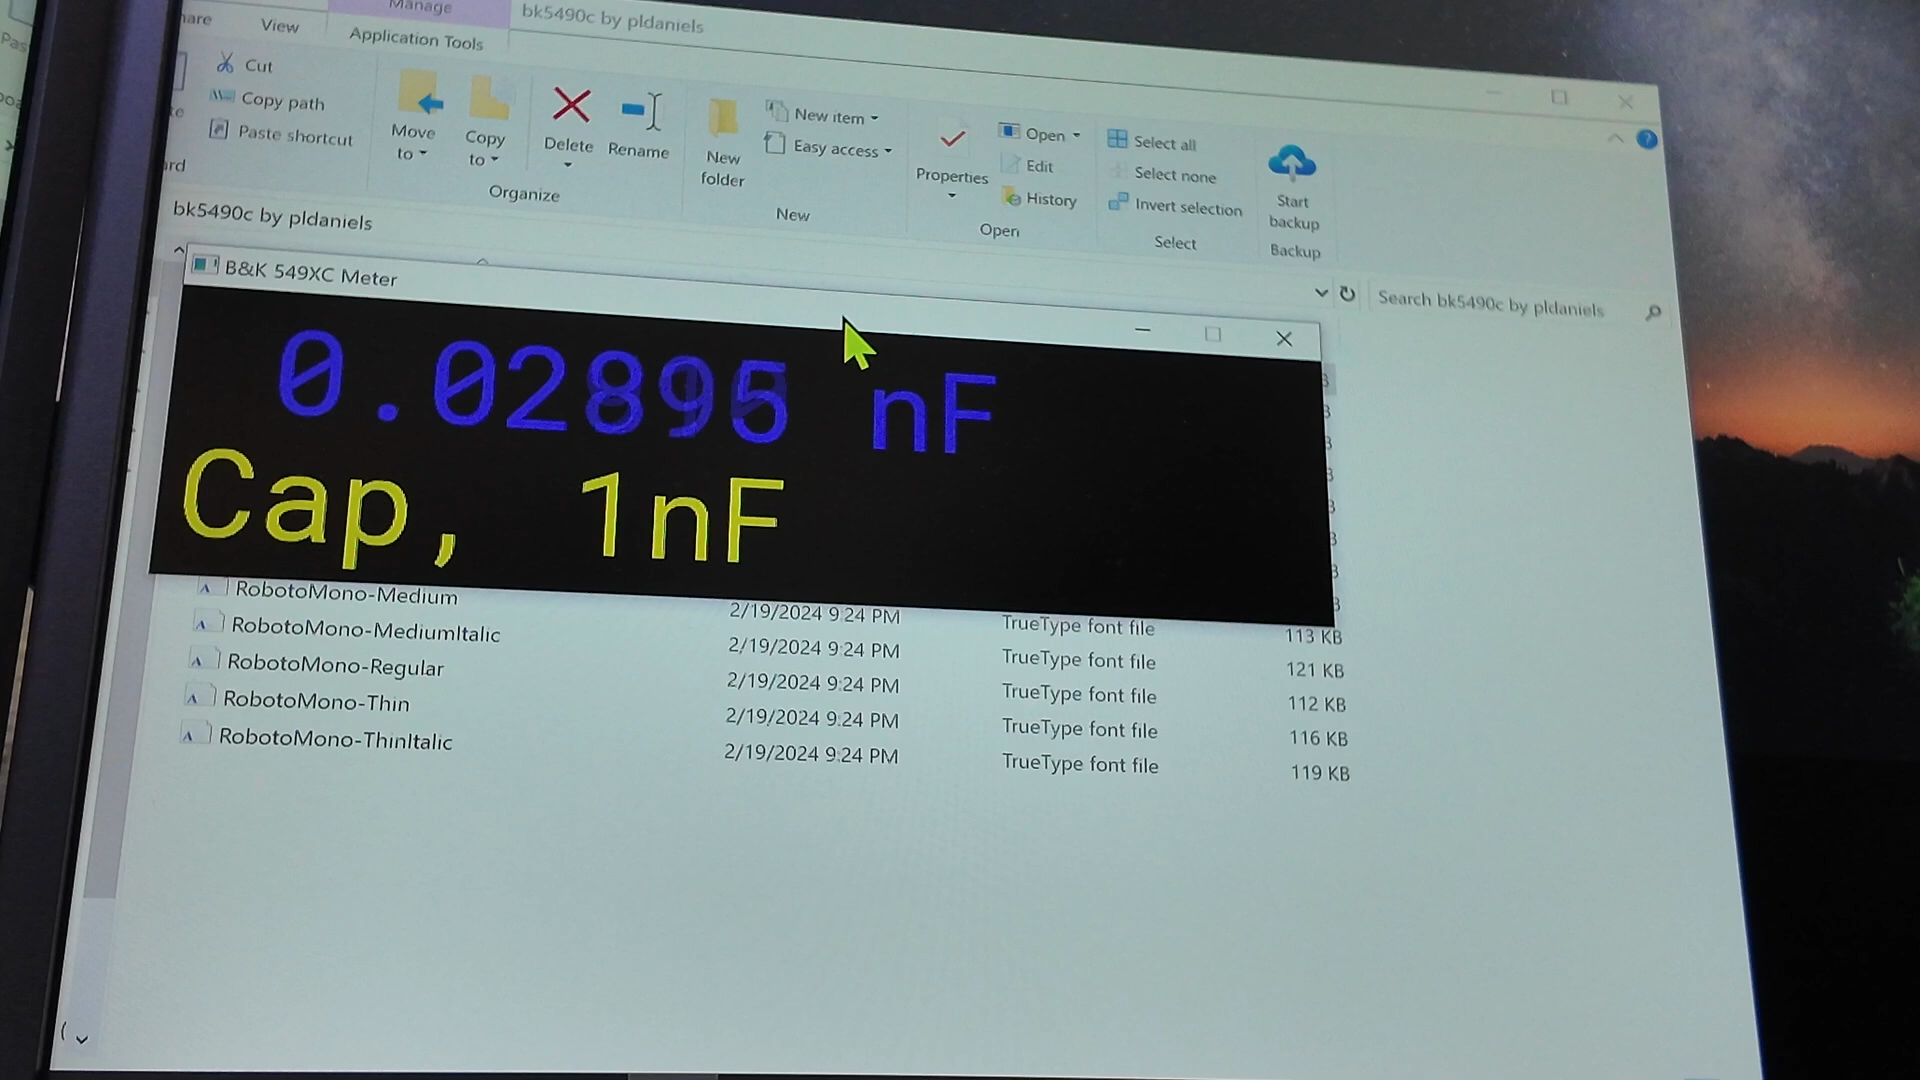 Manage
bk5490c by pldaniels
View
Application Tools
Cut
Copy path
Paste shortcut
Move to
Copy to
Delete
Rename
Organize
New folder
New item
Easy access
New
Properties
Open
Edit
History
Open
Select all
Select none
Invert selection
Select
Start backup
Backup
bk5490c by pldaniels
Search bk5490c by pldaniels
B&K 549XC Meter
nF
Cap, 1nF
RobotoMono-Medium 2/19/2024 9:24 PM TrueType font file 113 KB
RobotoMono-MediumItalic 2/19/2024 9:24 PM TrueType font file 121 KB
RobotoMono-Regular 2/19/2024 9:24 PM TrueType font file 112 KB
RobotoMono-Thin 2/19/2024 9:24 PM TrueType font file 116 KB
RobotoMono-ThinItalic 2/19/2024 9:24 PM TrueType font file 119 KB